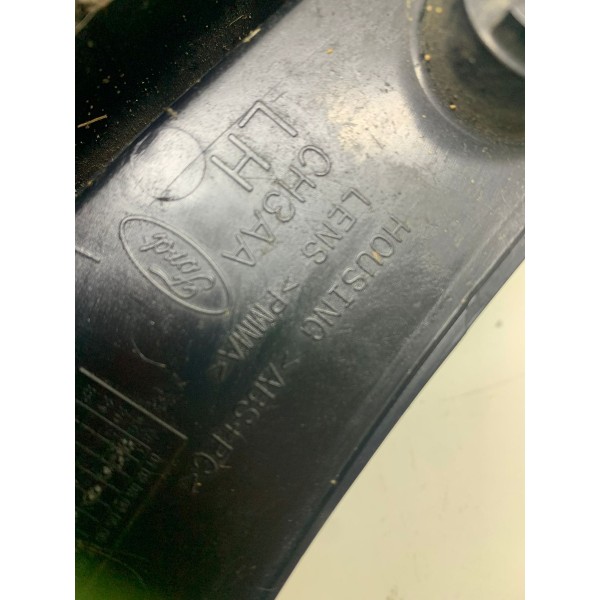 LH
CH3AA
Ford
LENS >PMMA<
HOUSING >ABS+PC<